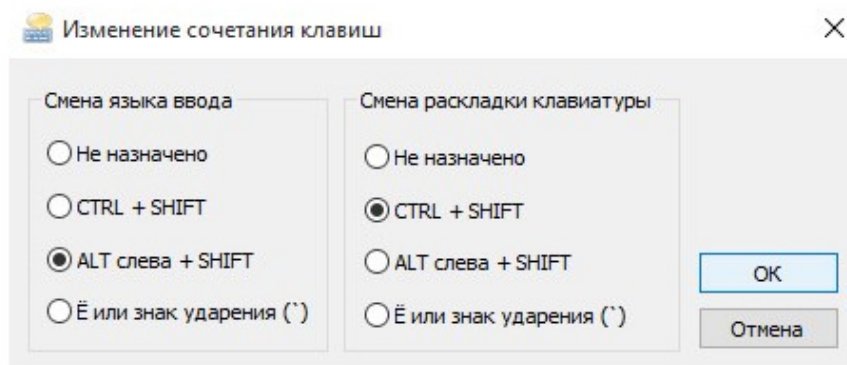 Изменение сочетания клавиш
Смена языка ввода
Не назначено
CTRL + SHIFT
ALT слева + SHIFT
Ё или знак ударения (`)
Смена раскладки клавиатуры
Не назначено
CTRL + SHIFT
ALT слева + SHIFT
Ё или знак ударения (`)
ОК
Отмена